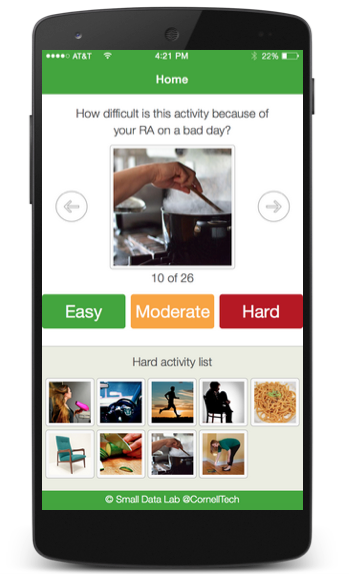 AT&T 4:21 PM 22%
Home
How difficult is this activity because of
your RA on a bad day?
10 of 26
Easy Moderate Hard
Hard activity list
© Small Data Lab @CornellTech